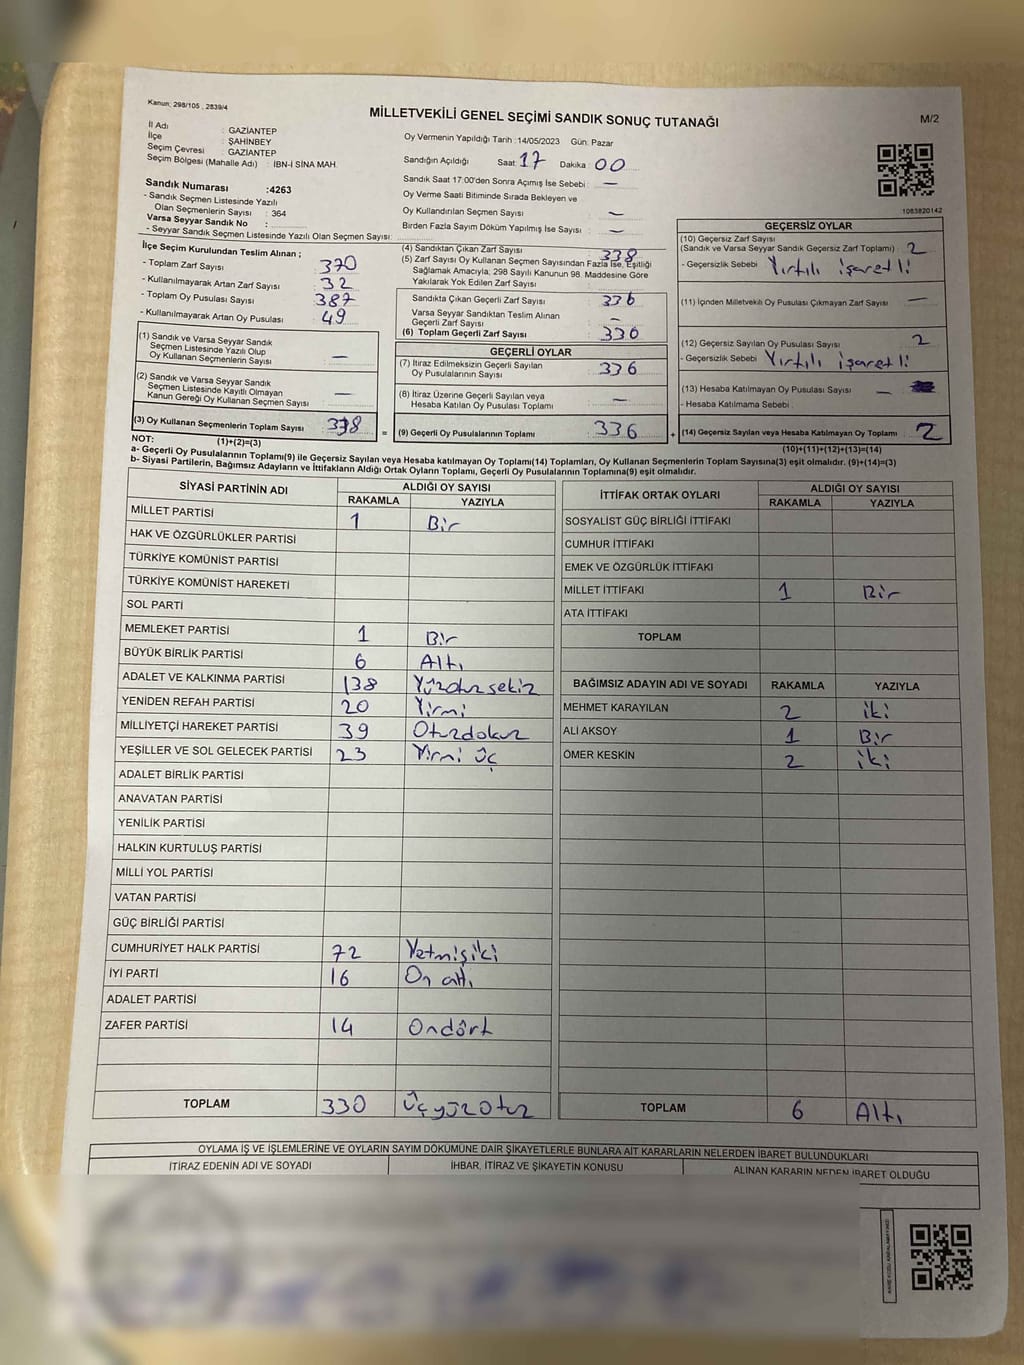 Kanun: 298/105 , 2839/4
MİLLETVEKİLİ GENEL SEÇİMİ SANDIK SONUÇ TUTANAĞI
M/2
İl Adı : GAZİANTEP
İlçe : ŞAHİNBEY
Seçim Çevresi : GAZİANTEP
Seçim Bölgesi (Mahalle Adı) : İBN-İ SİNA MAH.
Sandık Numarası :4263
- Sandık Seçmen Listesinde Yazılı
Olan Seçmenlerin Sayısı : 364
Varsa Seyyar Sandık No :
- Seyyar Sandık Seçmen Listesinde Yazılı Olan Seçmen Sayısı:
Oy Vermenin Yapıldığı Tarih :14/05/2023 Gün: Pazar
Sandığın Açıldığı Saat: 17 Dakika 00
Sandık Saat 17:00'den Sonra Açımış İse Sebebi : —
Oy Verme Saati Bitiminde Sırada Bekleyen ve
Oy Kullandırılan Seçmen Sayısı : —
Birden Fazla Sayım Döküm Yapılmış İse Sayısı : —
1083820142
İlçe Seçim Kurulundan Teslim Alınan ;
- Toplam Zarf Sayısı : 370
- Kullanılmayarak Artan Zarf Sayısı : 32
- Toplam Oy Pusulası Sayısı : 387
- Kullanılmayarak Artan Oy Pusulası : 49
(1) Sandık ve Varsa Seyyar Sandık
Seçmen Listesinde Yazılı Olup
Oy Kullanan Seçmenlerin Sayısı : —
(2) Sandık ve Varsa Seyyar Sandık
Seçmen Listesinde Kayıtlı Olmayan
Kanun Gereği Oy Kullanan Seçmen Sayısı : —
(3) Oy Kullanan Seçmenlerin Toplam Sayısı : 338
(4) Sandıktan Çıkan Zarf Sayısı : 338
(5) Zarf Sayısı Oy Kullanan Seçmen Sayısından Fazla İse, Eşitliği
Sağlamak Amacıyla; 298 Sayılı Kanunun 98. Maddesine Göre
Yakılarak Yok Edilen Zarf Sayısı :
Sandıkta Çıkan Geçerli Zarf Sayısı : 336
Varsa Seyyar Sandıktan Teslim Alınan
Geçerli Zarf Sayısı : —
(6) Toplam Geçerli Zarf Sayısı : 336
GEÇERLİ OYLAR
(7) İtiraz Edilmeksizin Geçerli Sayılan
Oy Pusulalarının Sayısı : 336
(8) İtiraz Üzerine Geçerli Sayılan veya
Hesaba Katılan Oy Pusulaları Toplamı : —
= (9) Geçerli Oy Pusulalarının Toplamı : 336
GEÇERSİZ OYLAR
(10) Geçersiz Zarf Sayısı
(Sandık ve Varsa Seyyar Sandık Geçersiz Zarf Toplamı) : 2
- Geçersizlik Sebebi : Yırtılı işaretli
(11) İçinden Milletvekili Oy Pusulası Çıkmayan Zarf Sayısı : —
(12) Geçersiz Sayılan Oy Pusulası Sayısı : 2
- Geçersizlik Sebebi : Yırtılı işaretli
(13) Hesaba Katılmayan Oy Pusulası Sayısı : —
- Hesaba Katılmama Sebebi :
+ (14) Geçersiz Sayılan veya Hesaba Katılmayan Oy Toplamı : 2
NOT: (1)+(2)=(3)
(10)+(11)+(12)+(13)=(14)
a- Geçerli Oy Pusulalarının Toplamı(9) ile Geçersiz Sayılan veya Hesaba Katılmayan Oy Toplamı(14) Toplamları, Oy Kullanan Seçmenlerin Toplam Sayısına(3) eşit olmalıdır. (9)+(14)=(3)
b- Siyasi Partilerin, Bağımsız Adayların ve İttifakların Aldığı Ortak Oyların Toplamı, Geçerli Oy Pusulalarının Toplamına(9) eşit olmalıdır.
SİYASİ PARTİNİN ADI ALDIĞI OY SAYISI
RAKAMLA YAZIYLA
MİLLET PARTİSİ 1 Bir
HAK VE ÖZGÜRLÜKLER PARTİSİ
TÜRKİYE KOMÜNİST PARTİSİ
TÜRKİYE KOMÜNİST HAREKETİ
SOL PARTİ
MEMLEKET PARTİSİ 1 Bir
BÜYÜK BİRLİK PARTİSİ 6 Altı
ADALET VE KALKINMA PARTİSİ 138 Yüzotuzsekiz
YENİDEN REFAH PARTİSİ 20 Yirmi
MİLLİYETÇİ HAREKET PARTİSİ 39 Otuzdokuz
YEŞİLLER VE SOL GELECEK PARTİSİ 23 Yirmi üç
ADALET BİRLİK PARTİSİ
ANAVATAN PARTİSİ
YENİLİK PARTİSİ
HALKIN KURTULUŞ PARTİSİ
MİLLİ YOL PARTİSİ
VATAN PARTİSİ
GÜÇ BİRLİĞİ PARTİSİ
CUMHURİYET HALK PARTİSİ 72 Yetmişiki
İYİ PARTİ 16 On altı
ADALET PARTİSİ
ZAFER PARTİSİ 14 Ondört
TOPLAM 330 Üçyüzotuz
İTTİFAK ORTAK OYLARI ALDIĞI OY SAYISI
RAKAMLA YAZIYLA
SOSYALİST GÜÇ BİRLİĞİ İTTİFAKI
CUMHUR İTTİFAKI
EMEK VE ÖZGÜRLÜK İTTİFAKI
MİLLET İTTİFAKI 1 Bir
ATA İTTİFAKI
TOPLAM
BAĞIMSIZ ADAYIN ADI VE SOYADI RAKAMLA YAZIYLA
MEHMET KARAYILAN 2 iki
ALİ AKSOY 1 Bir
ÖMER KESKİN 2 iki
TOPLAM 6 Altı
OYLAMA İŞ VE İŞLEMLERİNE VE OYLARIN SAYIM DÖKÜMÜNE DAİR ŞİKAYETLERLE BUNLARA AİT KARARLARIN NELERDEN İBARET BULUNDUKLARI
İTİRAZ EDENİN ADI VE SOYADI İHBAR, İTİRAZ VE ŞİKAYETİN KONUSU ALINAN KARARIN NEDEN İBARET OLDUĞU